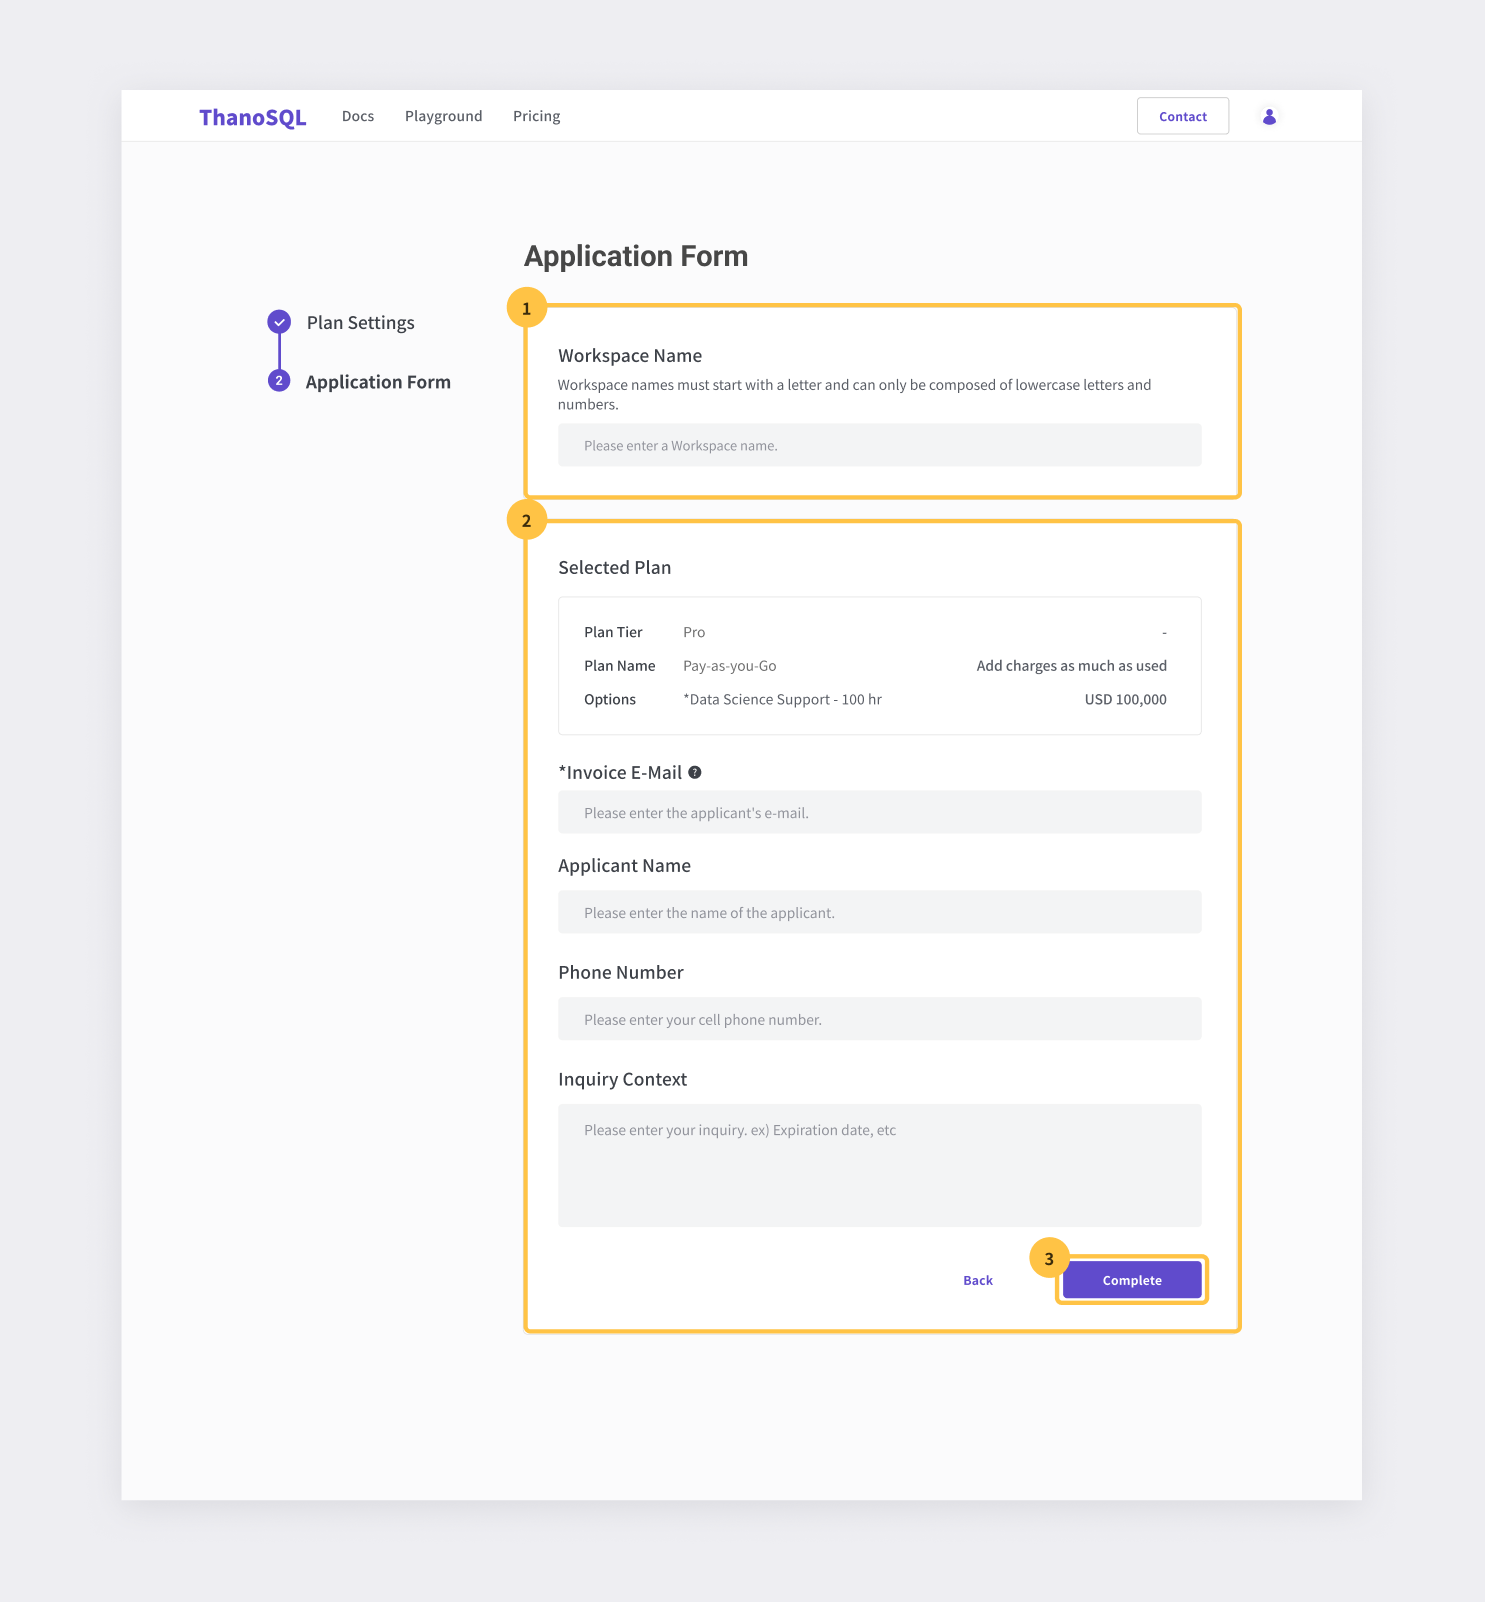 ThanoSQL Docs Playground Pricing Contact
Application Form
Plan Settings
2 Application Form
1
Workspace Name
Workspace names must start with a letter and can only be composed of lowercase letters and
numbers.
Please enter a Workspace name.
2
Selected Plan
Plan Tier Pro -
Plan Name Pay-as-you-Go Add charges as much as used
Options *Data Science Support - 100 hr USD 100,000
*Invoice E-Mail ?
Please enter the applicant's e-mail.
Applicant Name
Please enter the name of the applicant.
Phone Number
Please enter your cell phone number.
Inquiry Context
Please enter your inquiry. ex) Expiration date, etc
3
Back Complete